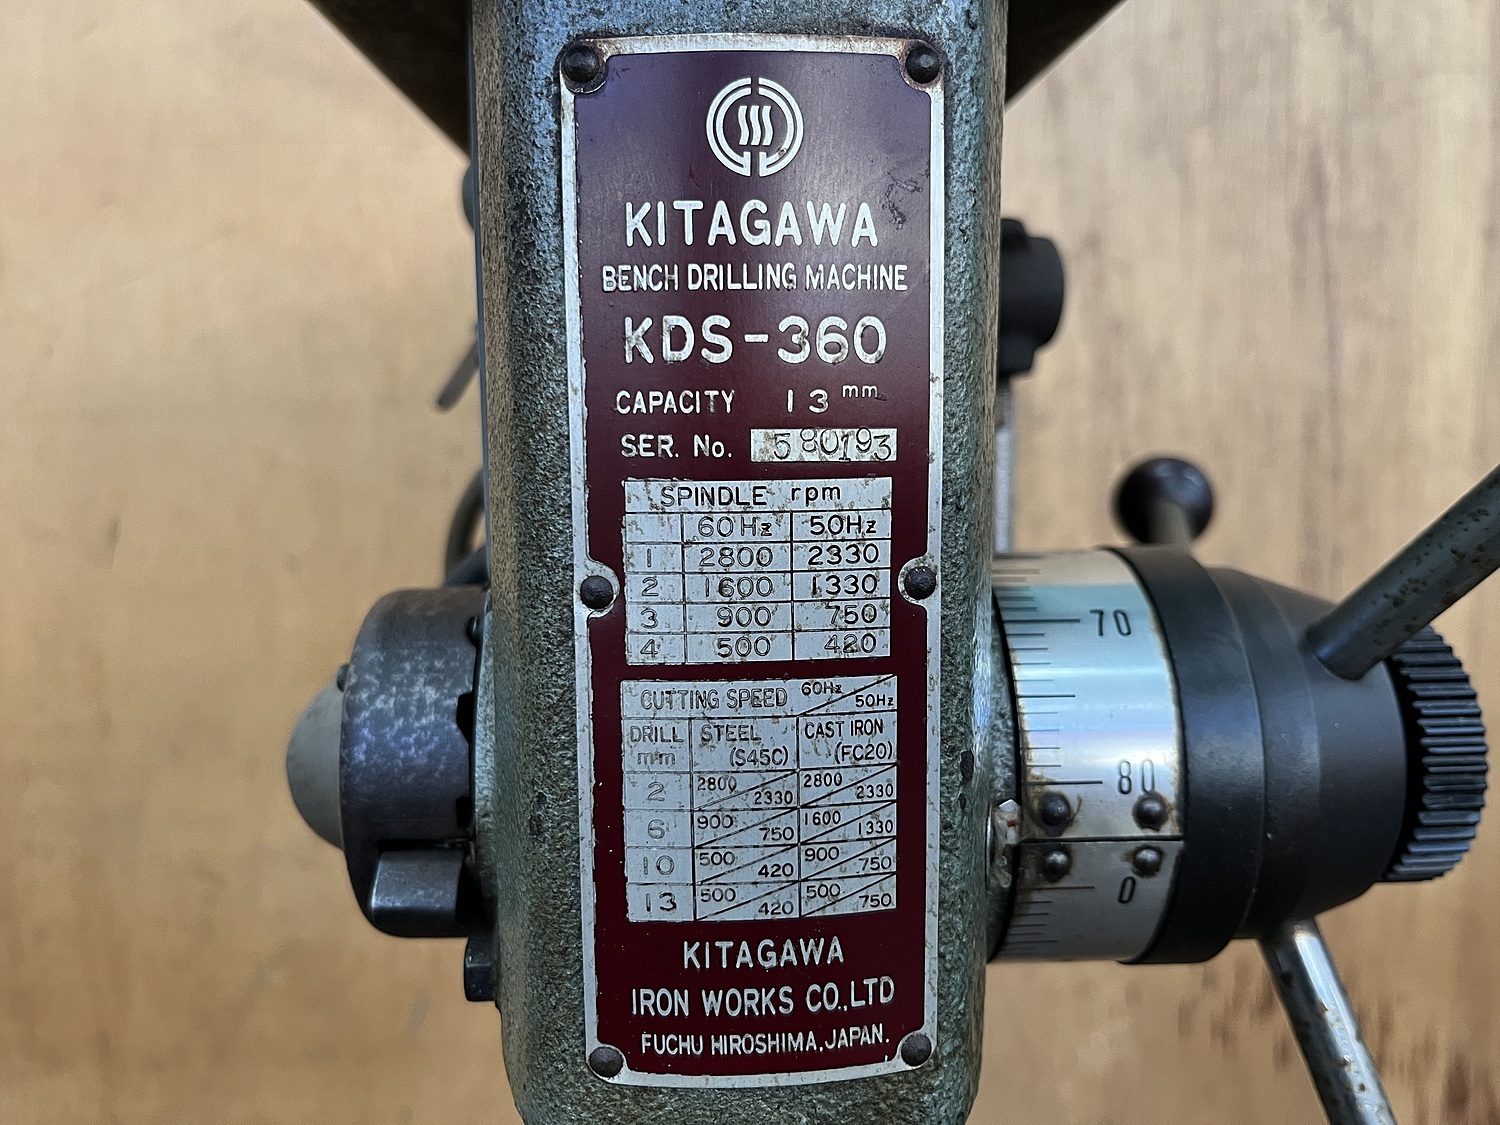 KITAGAWA
BENCH DRILLING MACHINE
KDS-360
CAPACITY 13 mm
SER. No. 580193
SPINDLE rpm
60Hz 50Hz
1 2800 2330
2 1600 1330
3 900 750
4 500 420
CUTTING SPEED 60Hz 50Hz
DRILL mm STEEL (S45C) CAST IRON (FC20)
2 2800 2330 2800 2330
6 900 750 1600 1330
10 500 420 900 750
13 500 420 500 750
KITAGAWA
IRON WORKS CO.,LTD
FUCHU HIROSHIMA, JAPAN.
70
80
0